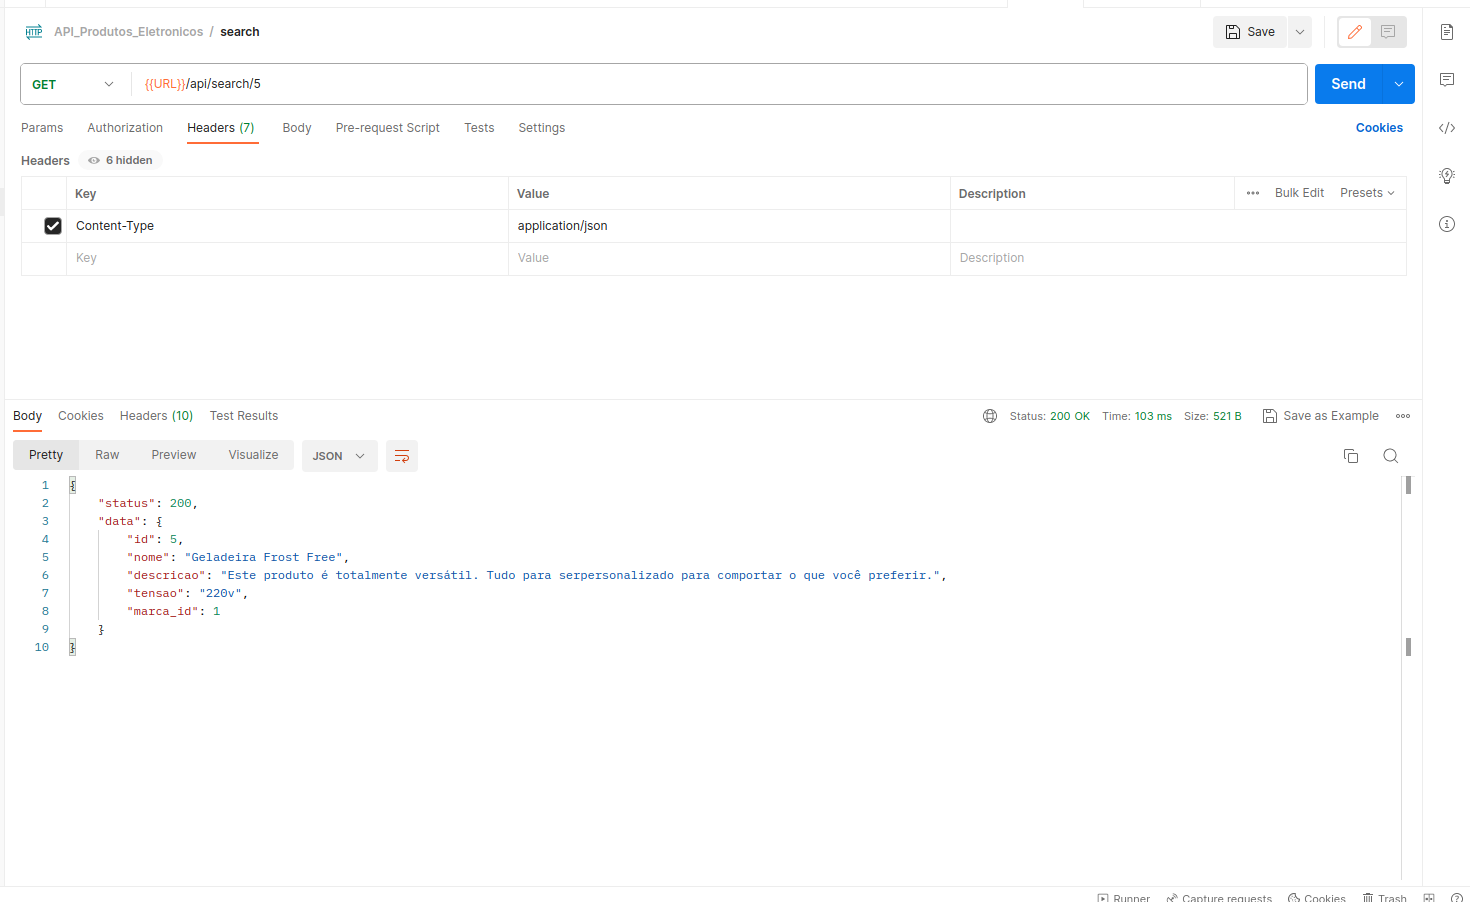 HTTP API_Produtos_Eletronicos / search Save
GET {{URL}}/api/search/5 Send
Params Authorization Headers (7) Body Pre-request Script Tests Settings Cookies
Headers 6 hidden
Key Value Description Bulk Edit Presets
Content-Type application/json
Key Value Description
Body Cookies Headers (10) Test Results Status: 200 OK Time: 103 ms Size: 521 B Save as Example
Pretty Raw Preview Visualize JSON
1 {
2 "status": 200,
3 "data": {
4 "id": 5,
5 "nome": "Geladeira Frost Free",
6 "descricao": "Este produto é totalmente versátil. Tudo para serpersonalizado para comportar o que você preferir.",
7 "tensao": "220v",
8 "marca_id": 1
9 }
10 }
Runner Capture requests Cookies Trash